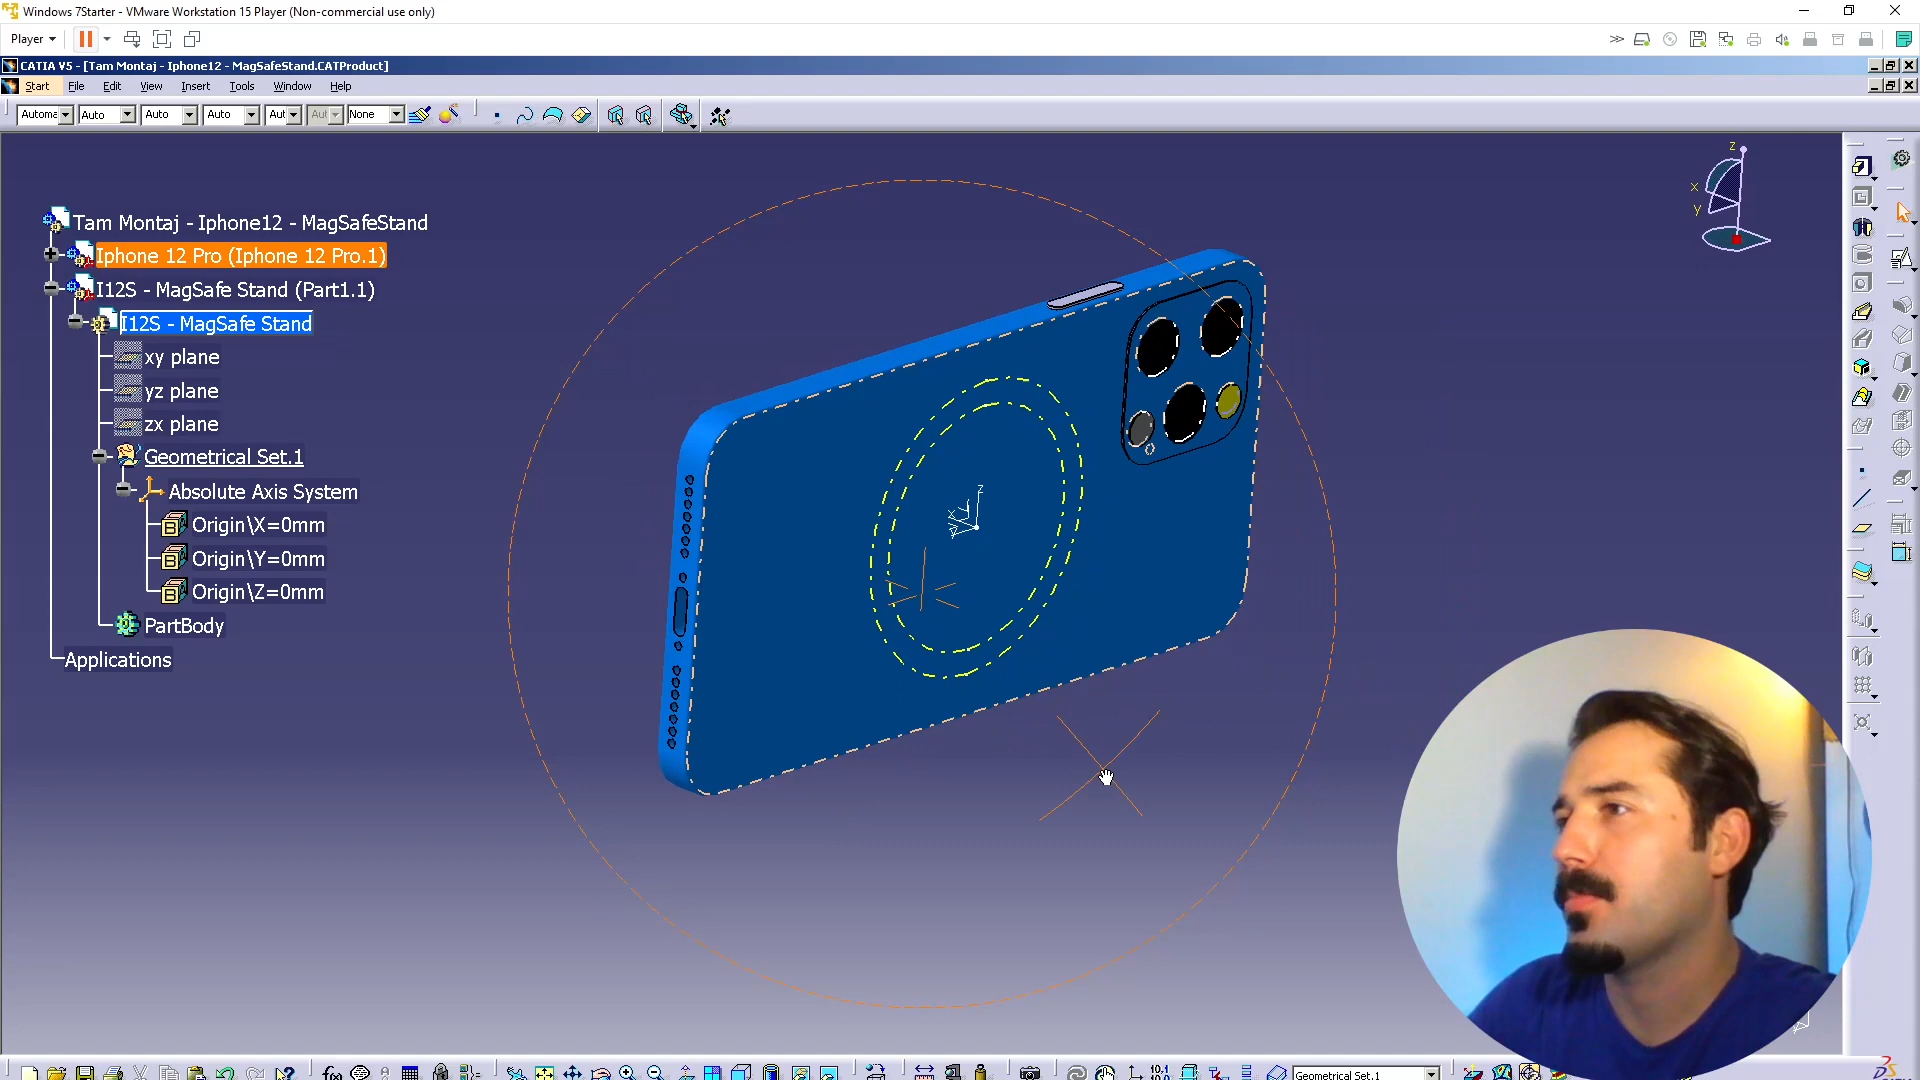 Windows 7Starter - VMware Workstation 15 Player (Non-commercial use only)
Player
CATIA V5 - [Tam Montaj - Iphone12 - MagSafeStand.CATProduct]
Start File Edit View Insert Tools Window Help
Automa Auto Auto Auto Aut Aut None
Tam Montaj - Iphone12 - MagSafeStand
Iphone 12 Pro (Iphone 12 Pro.1)
I12S - MagSafe Stand (Part1.1)
I12S - MagSafe Stand
xy plane
yz plane
zx plane
Geometrical Set.1
Absolute Axis System
Origin\X=0mm
Origin\Y=0mm
Origin\Z=0mm
PartBody
Applications
z
x
y
z
x
Geometrical Set.1